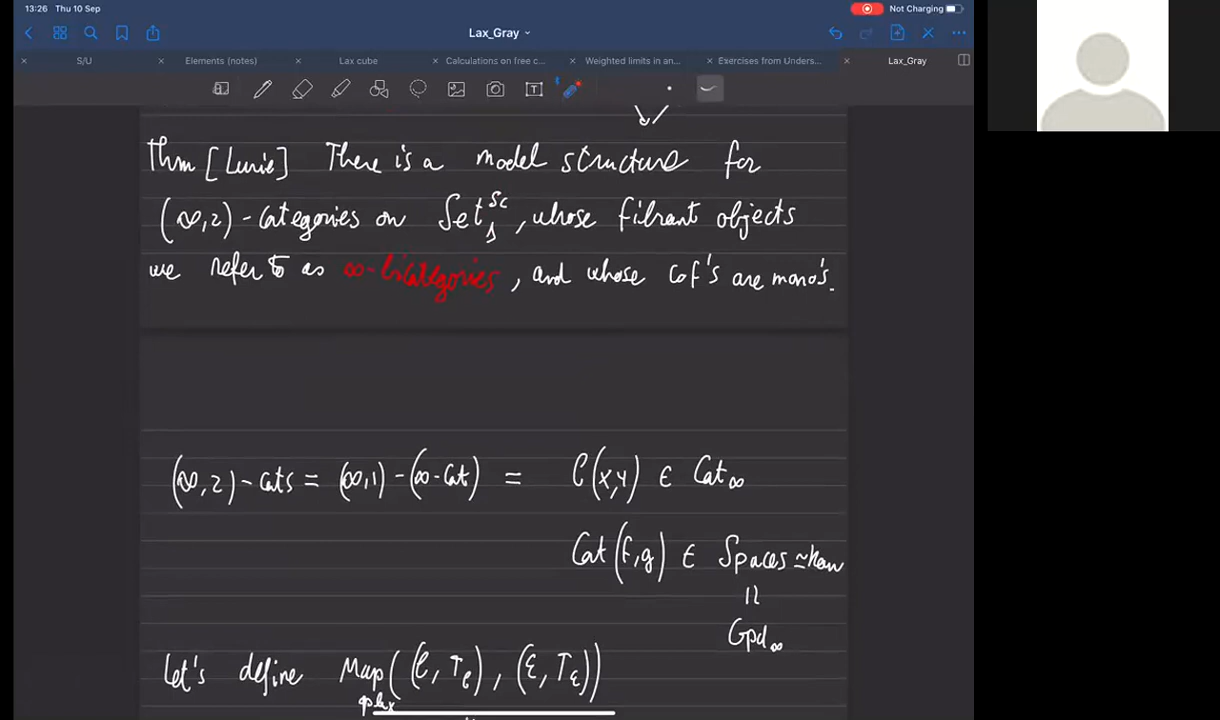 13:26 Thu 10 Sep
Not Charging
Lax_Gray
S/U
Elements (notes)
Lax cube
Calculations on free c...
Weighted limits in an...
Exercises from Unders...
Lax_Gray
Thm [Lurie] There is a model structure for
(∞,2)-categories on Set_Δ^sc, whose fibrant objects
we refer to as ∞-bicategories, and whose cof's are mono's.
(∞,2)-cats = (∞,1)-(∞-Cat) = C(x,y) ∈ Cat_∞
Cat(f,g) ∈ Spaces ≃ Kan
Gpd_∞
Let's define Map_oplax((C, T_C), (E, T_E))